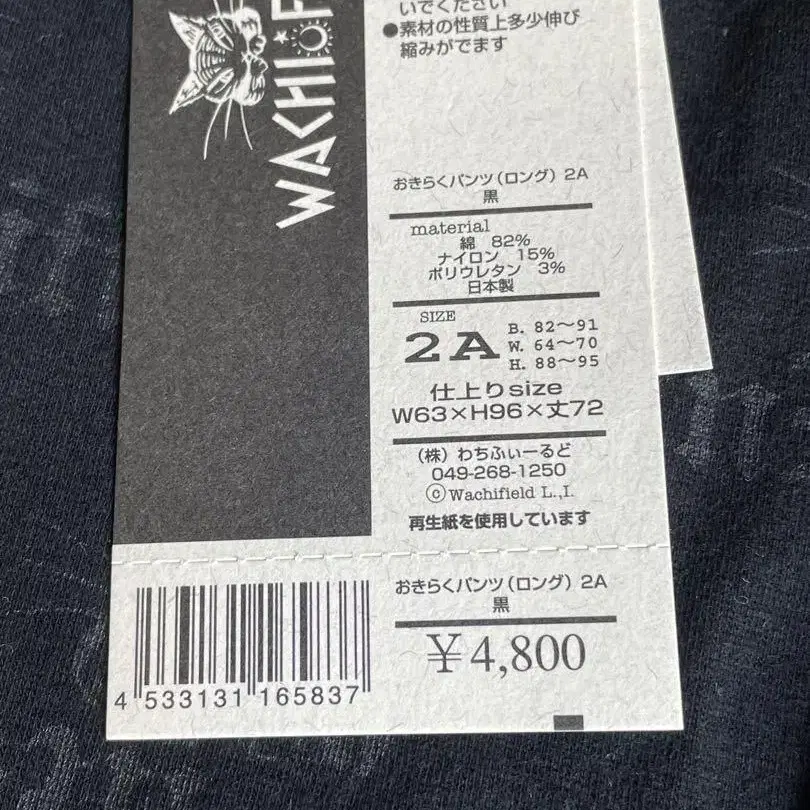 WACHIF
いでください
●素材の性質上多少伸び
縮みがでます
おきらくパンツ(ロング) 2A
黒
material
綿 82%
ナイロン 15%
ポリウレタン 3%
日本製
SIZE
2A
B. 82～91
W. 64～70
H. 88～95
仕上りsize
W63×H96×丈72
(株) わちふぃーるど
049-268-1250
©Wachifield L.,I.
再生紙を使用しています
おきらくパンツ(ロング) 2A
黒
¥4,800
4 533131 165837